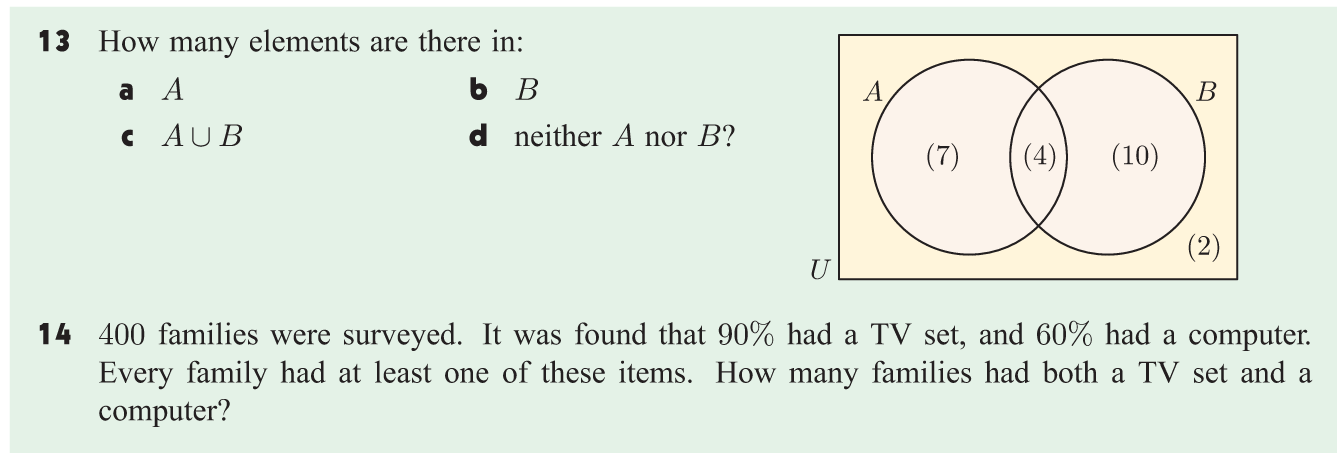 13 How many elements are there in:
a A b B
c A ∪ B d neither A nor B?
A B
(7) (4) (10)
(2)
U
14 400 families were surveyed. It was found that 90% had a TV set, and 60% had a computer.
Every family had at least one of these items. How many families had both a TV set and a
computer?